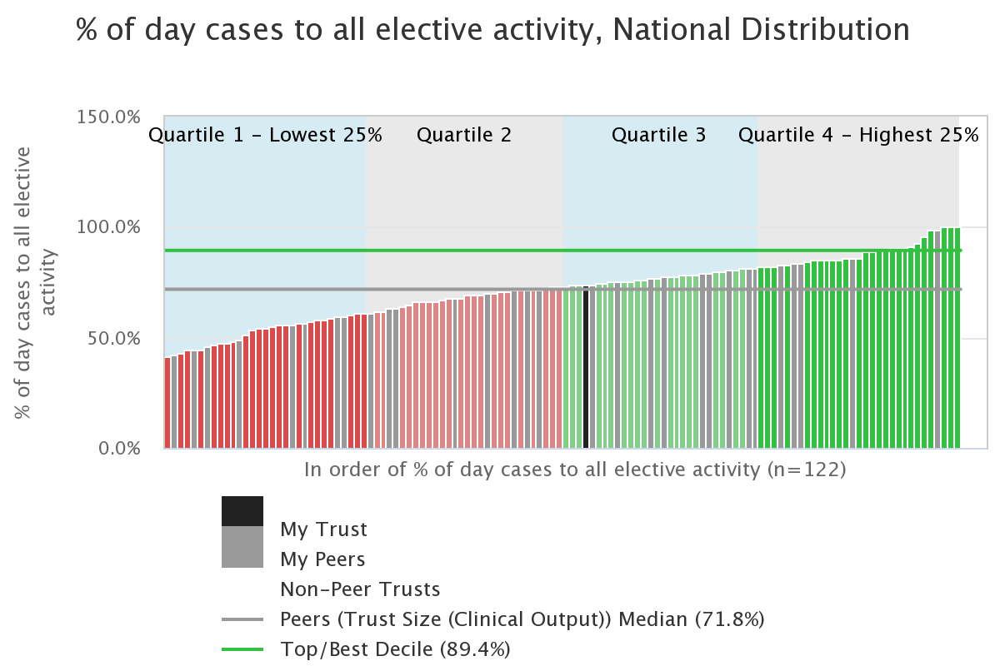 % of day cases to all elective activity, National Distribution
150.0%
Quartile 1 – Lowest 25%
Quartile 2
Quartile 3
Quartile 4 – Highest 25%
100.0%
50.0%
0.0%
% of day cases to all elective
activity
In order of % of day cases to all elective activity (n=122)
My Trust
My Peers
Non–Peer Trusts
Peers (Trust Size (Clinical Output)) Median (71.8%)
Top/Best Decile (89.4%)